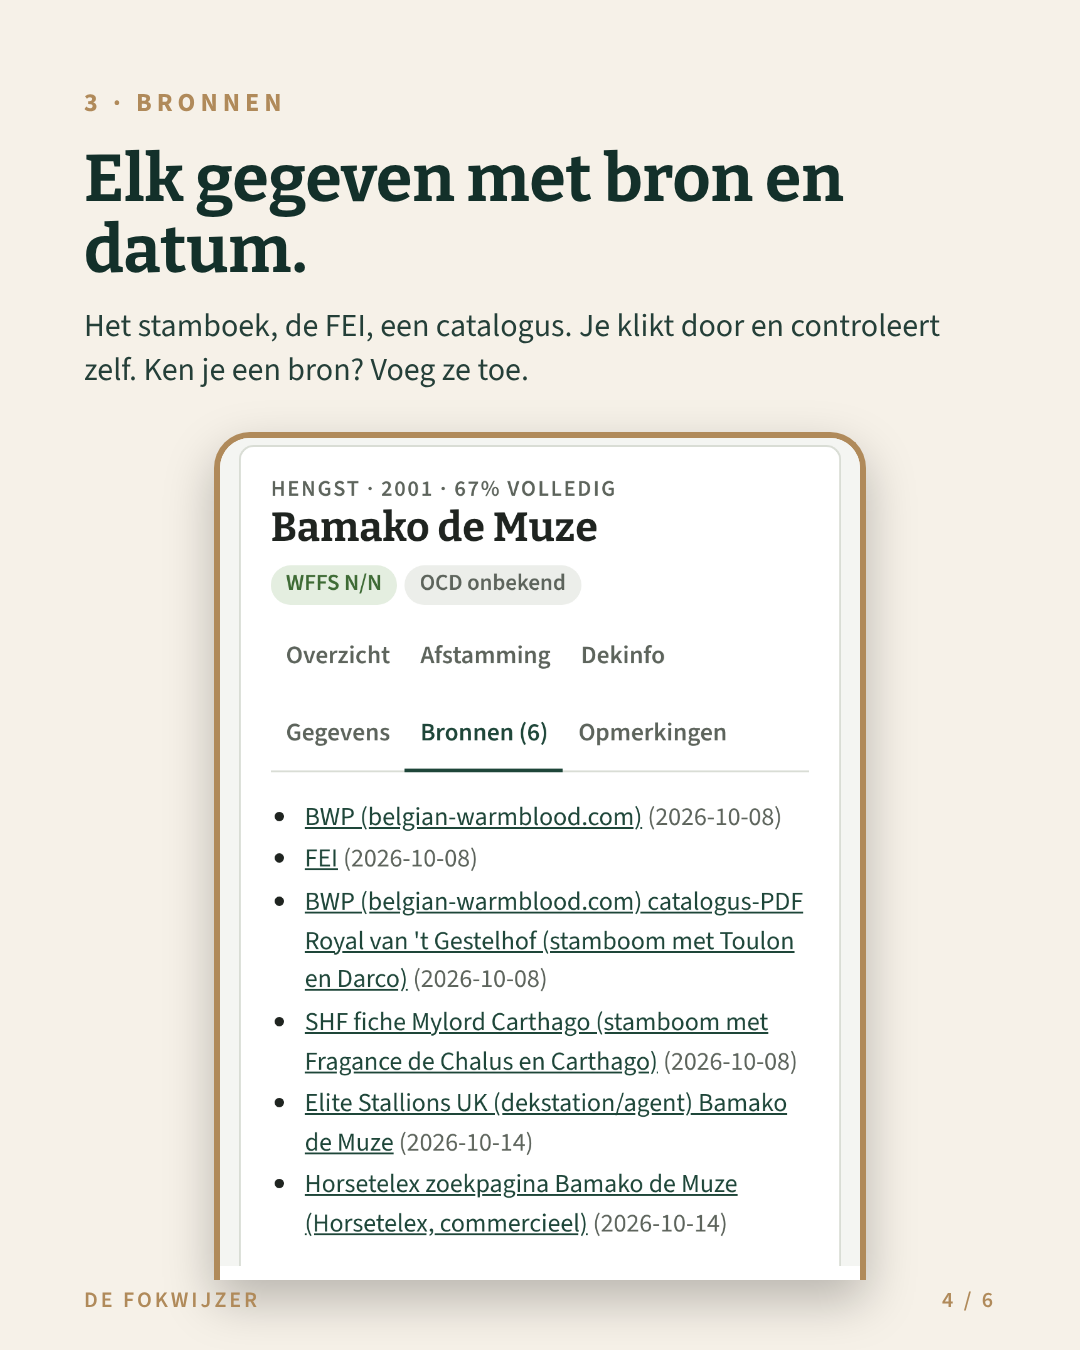 3 · BRONNEN
Elk gegeven met bron en
datum.
Het stamboek, de FEI, een catalogus. Je klikt door en controleert
zelf. Ken je een bron? Voeg ze toe.
HENGST · 2001 · 67% VOLLEDIG
Bamako de Muze
WFFS N/N OCD onbekend
Overzicht Afstamming Dekinfo
Gegevens Bronnen (6) Opmerkingen
• BWP (belgian-warmblood.com) (2026-10-08)
• FEI (2026-10-08)
• BWP (belgian-warmblood.com) catalogus-PDF
Royal van 't Gestelhof (stamboom met Toulon
en Darco) (2026-10-08)
• SHF fiche Mylord Carthago (stamboom met
Fragance de Chalus en Carthago) (2026-10-08)
• Elite Stallions UK (dekstation/agent) Bamako
de Muze (2026-10-14)
• Horsetelex zoekpagina Bamako de Muze
(Horsetelex, commercieel) (2026-10-14)
DE FOKWIJZER 4 / 6